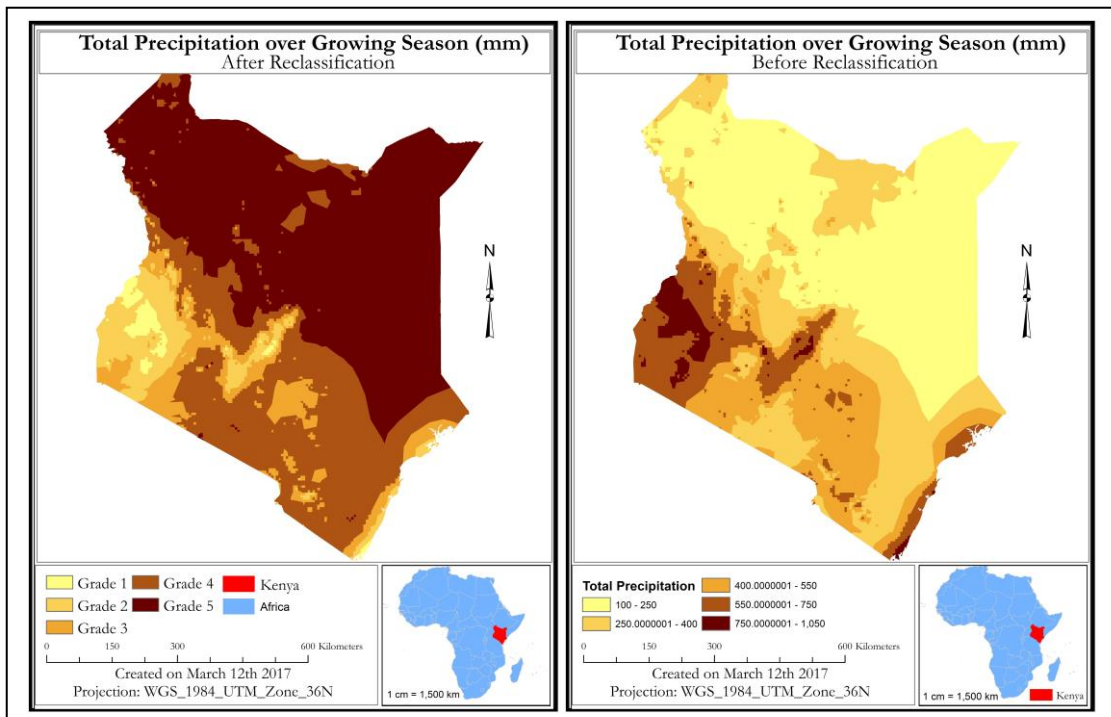 Total Precipitation over Growing Season (mm)
After Reclassification
N
Grade 1
Grade 2
Grade 3
Grade 4
Grade 5
Kenya
Africa
0 150 300 600 Kilometers
Created on March 12th 2017
Projection: WGS_1984_UTM_Zone_36N
1 cm = 1,500 km
Total Precipitation over Growing Season (mm)
Before Reclassification
N
Total Precipitation
100 - 250
250.0000001 - 400
400.0000001 - 550
550.0000001 - 750
750.0000001 - 1,050
0 150 300 600 Kilometers
Created on March 12th 2017
Projection: WGS_1984_UTM_Zone_36N
1 cm = 1,500 km
Kenya